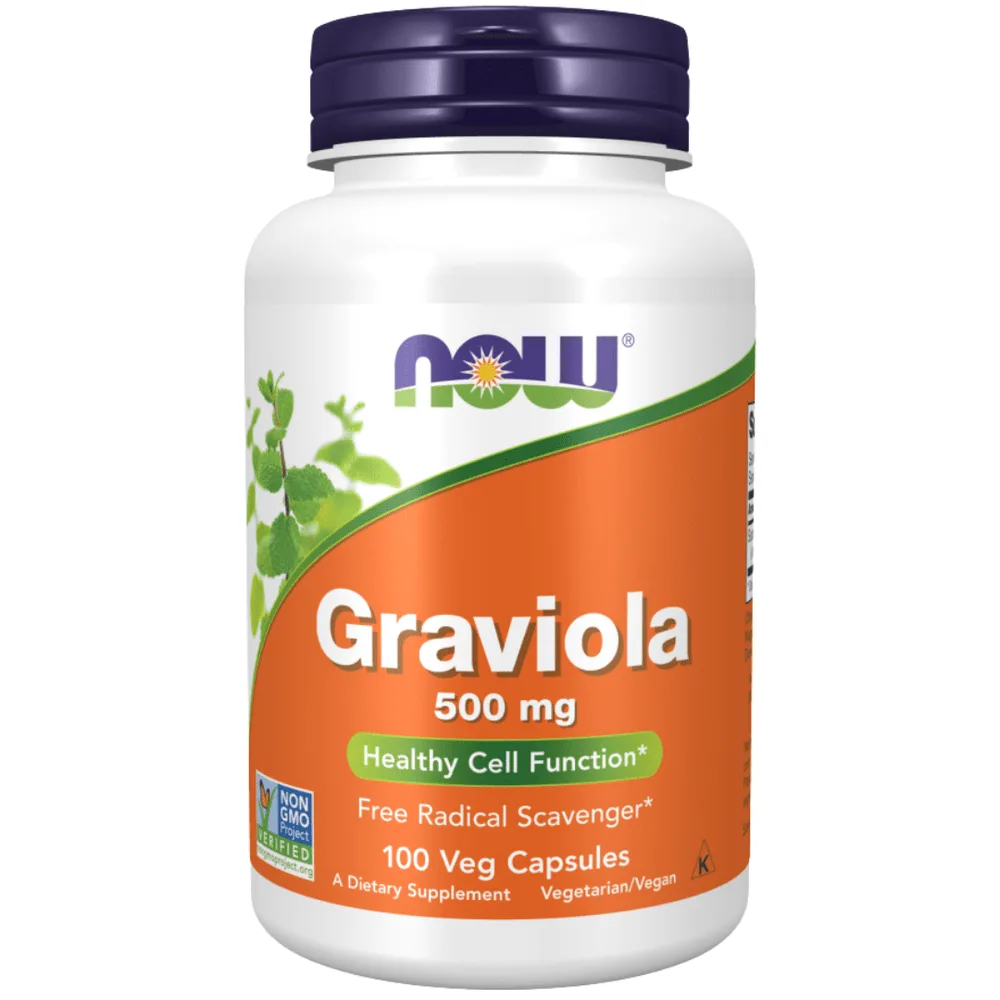 NOW®
Graviola
500 mg
Healthy Cell Function*
Free Radical Scavenger*
100 Veg Capsules
A Dietary Supplement Vegetarian/Vegan
NON
GMO
Project
VERIFIED
nongmoproject.org
K